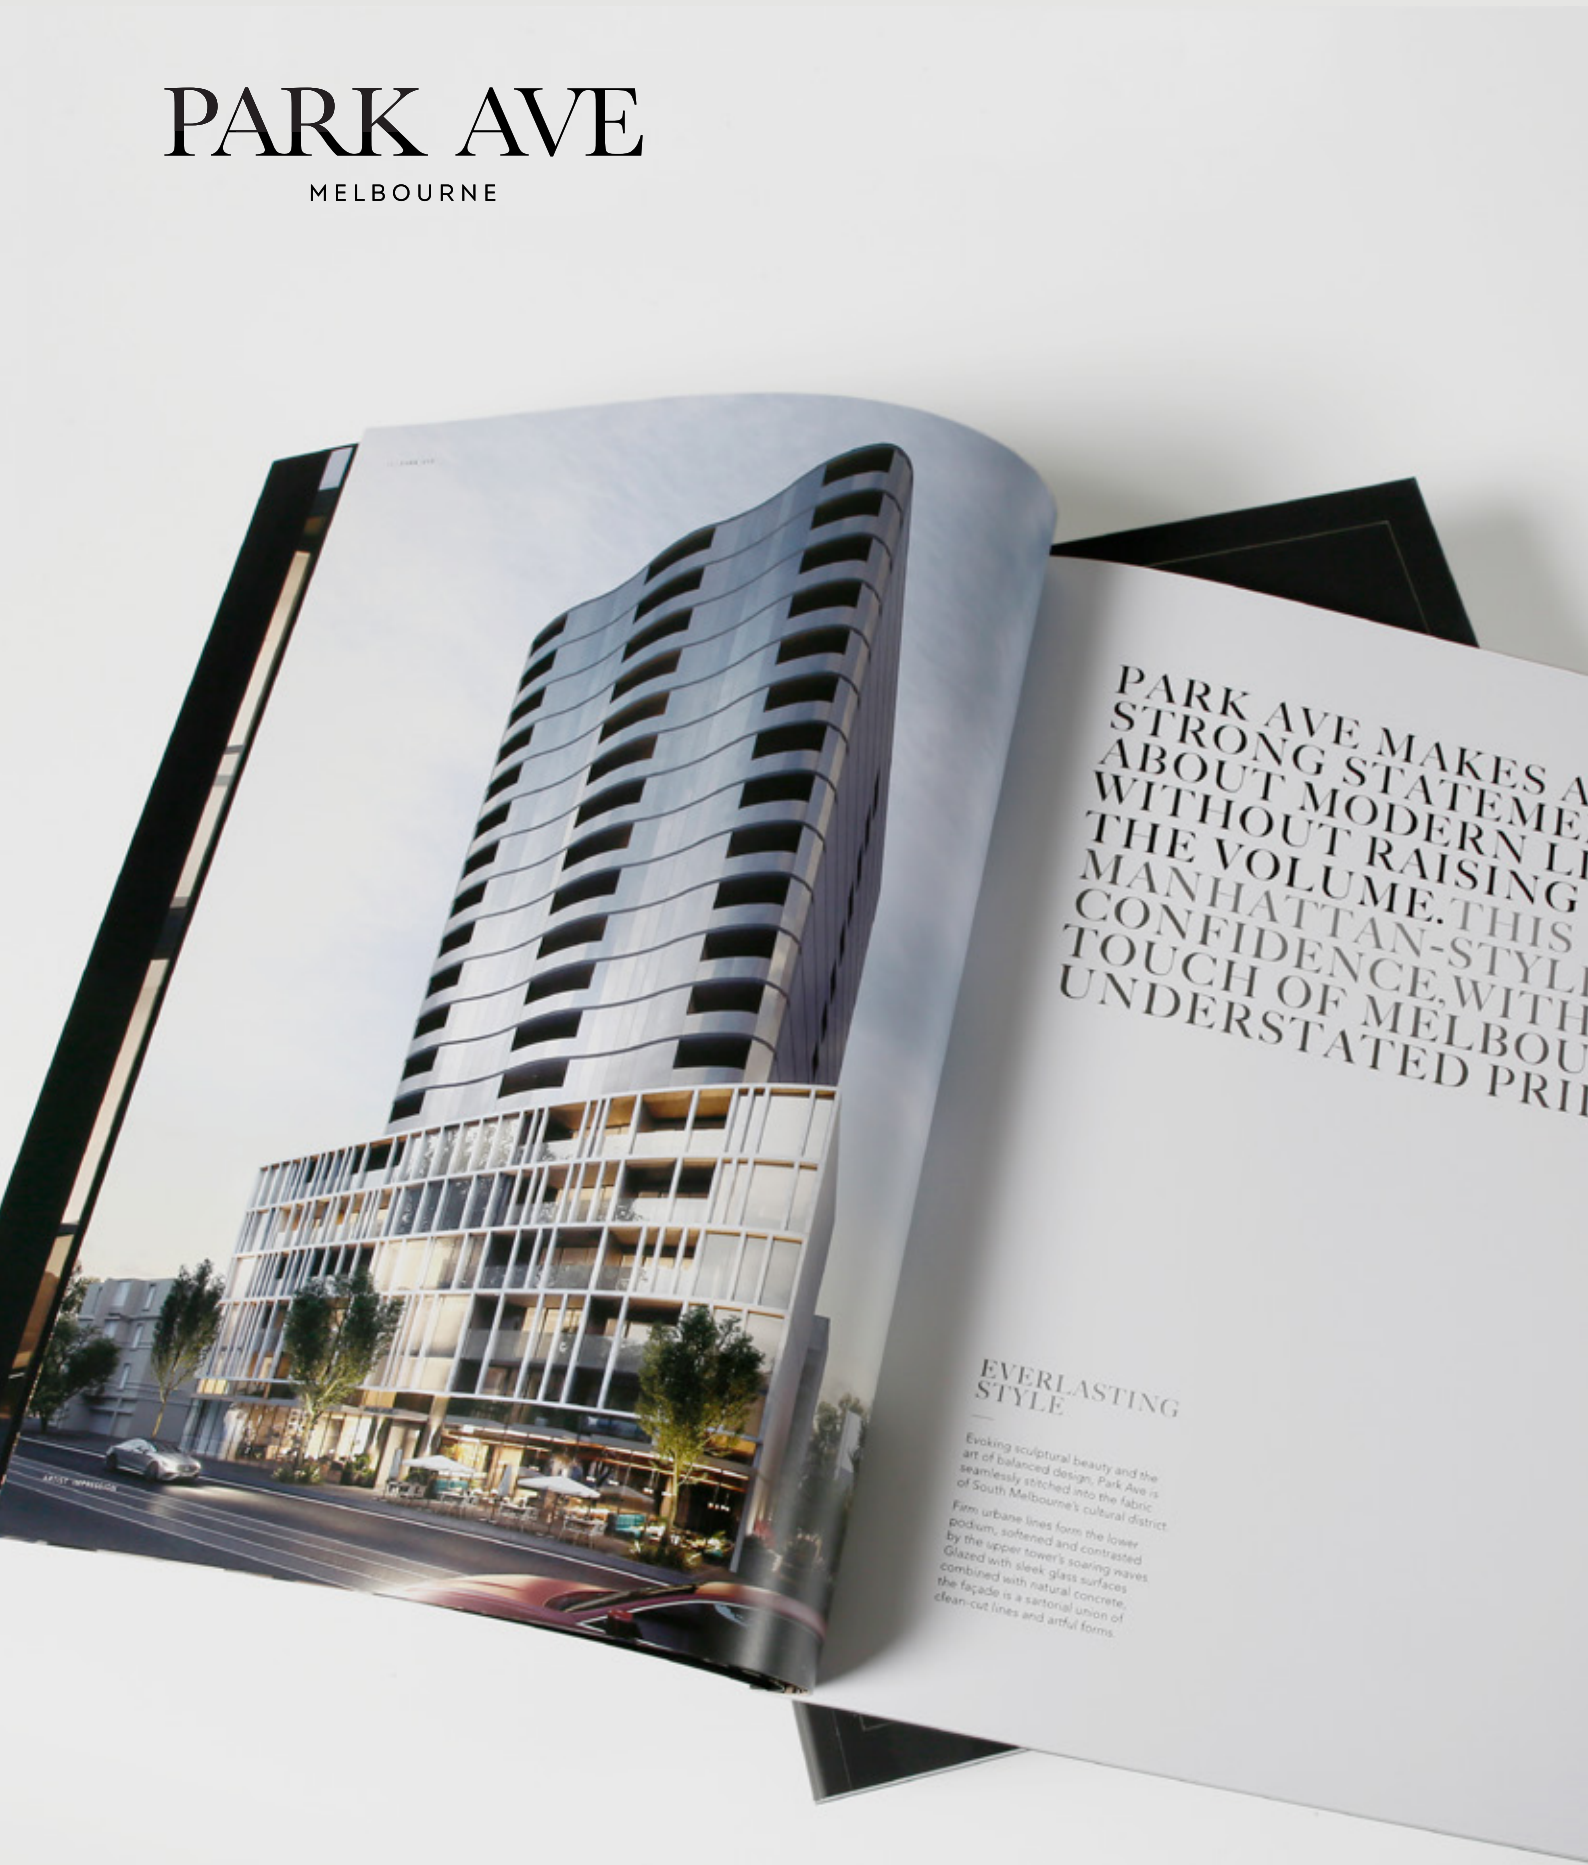 PARK AVE
MELBOURNE
PARK AVE
ARTIST IMPRESSION
PARK AVE MAKES A
STRONG STATEME
ABOUT MODERN LI
WITHOUT RAISING
THE VOLUME. THIS
MANHATTAN-STYL
CONFIDENCE, WITH
TOUCH OF MELBOU
UNDERSTATED PRI
EVERLASTING
STYLE
Evoking sculptural beauty and the
art of balanced design, Park Ave is
seamlessly stitched into the fabric
of South Melbourne's cultural district.
Firm urbane lines form the lower
podium, softened and contrasted
by the upper tower's soaring waves.
Glazed with sleek glass surfaces
combined with natural concrete,
the façade is a sartorial union of
clean-cut lines and artful forms.